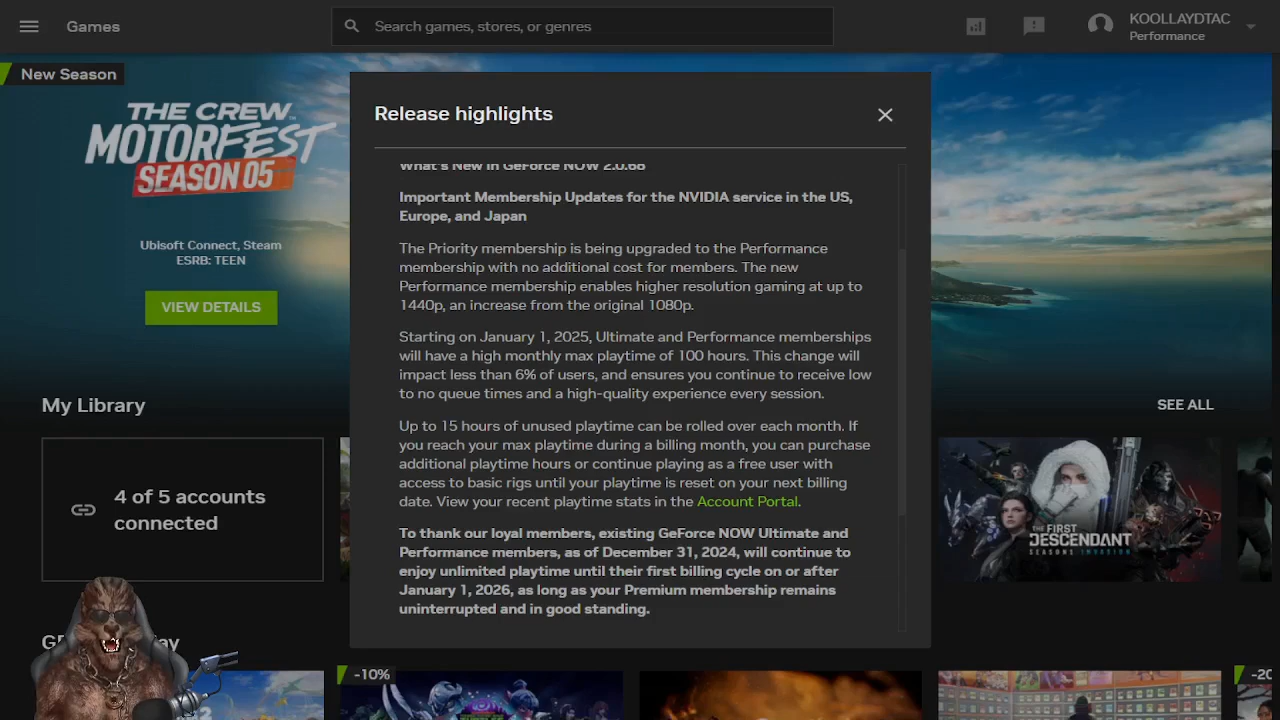 Games
Search games, stores, or genres
KOOLLAYDTAC
Performance
New Season
THE CREW
MOTORFEST
SEASON 05
Ubisoft Connect, Steam
ESRB: TEEN
VIEW DETAILS
Release highlights
What's New in GeForce NOW 2.0.68
Important Membership Updates for the NVIDIA service in the US,
Europe, and Japan
The Priority membership is being upgraded to the Performance
membership with no additional cost for members. The new
Performance membership enables higher resolution gaming at up to
1440p, an increase from the original 1080p.
Starting on January 1, 2025, Ultimate and Performance memberships
will have a high monthly max playtime of 100 hours. This change will
impact less than 6% of users, and ensures you continue to receive low
to no queue times and a high-quality experience every session.
Up to 15 hours of unused playtime can be rolled over each month. If
you reach your max playtime during a billing month, you can purchase
additional playtime hours or continue playing as a free user with
access to basic rigs until your playtime is reset on your next billing
date. View your recent playtime stats in the Account Portal.
To thank our loyal members, existing GeForce NOW Ultimate and
Performance members, as of December 31, 2024, will continue to
enjoy unlimited playtime until their first billing cycle on or after
January 1, 2026, as long as your Premium membership remains
uninterrupted and in good standing.
My Library
SEE ALL
4 of 5 accounts
connected
THE FIRST
DESCENDANT
SEASON 1 INVASION
-10%
-20